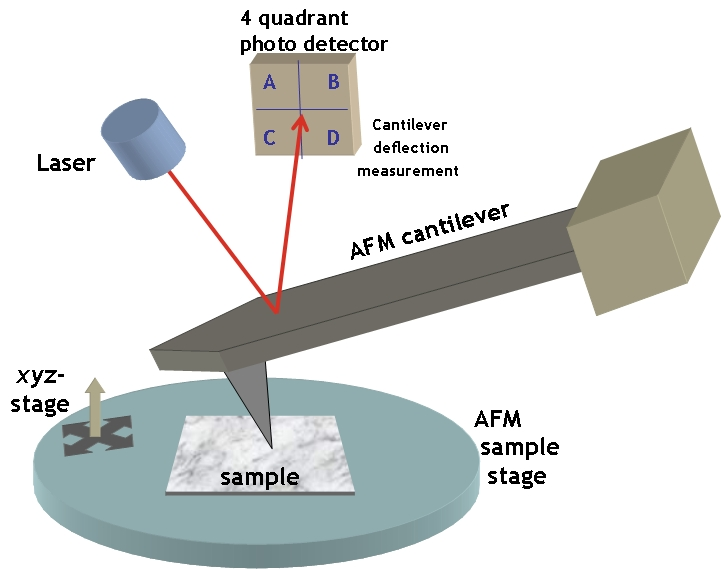 4 quadrant
photo detector
A B
C D
Cantilever
deflection
measurement
Laser
AFM cantilever
xyz-
stage
AFM
sample
stage
sample